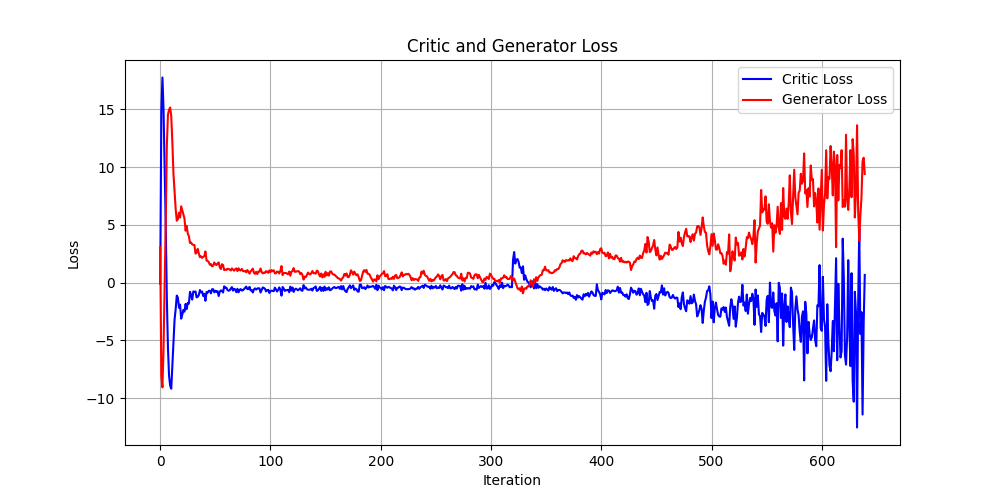 Critic and Generator Loss
Critic Loss
Generator Loss
15
10
5
0
−5
−10
Loss
0 100 200 300 400 500 600
Iteration